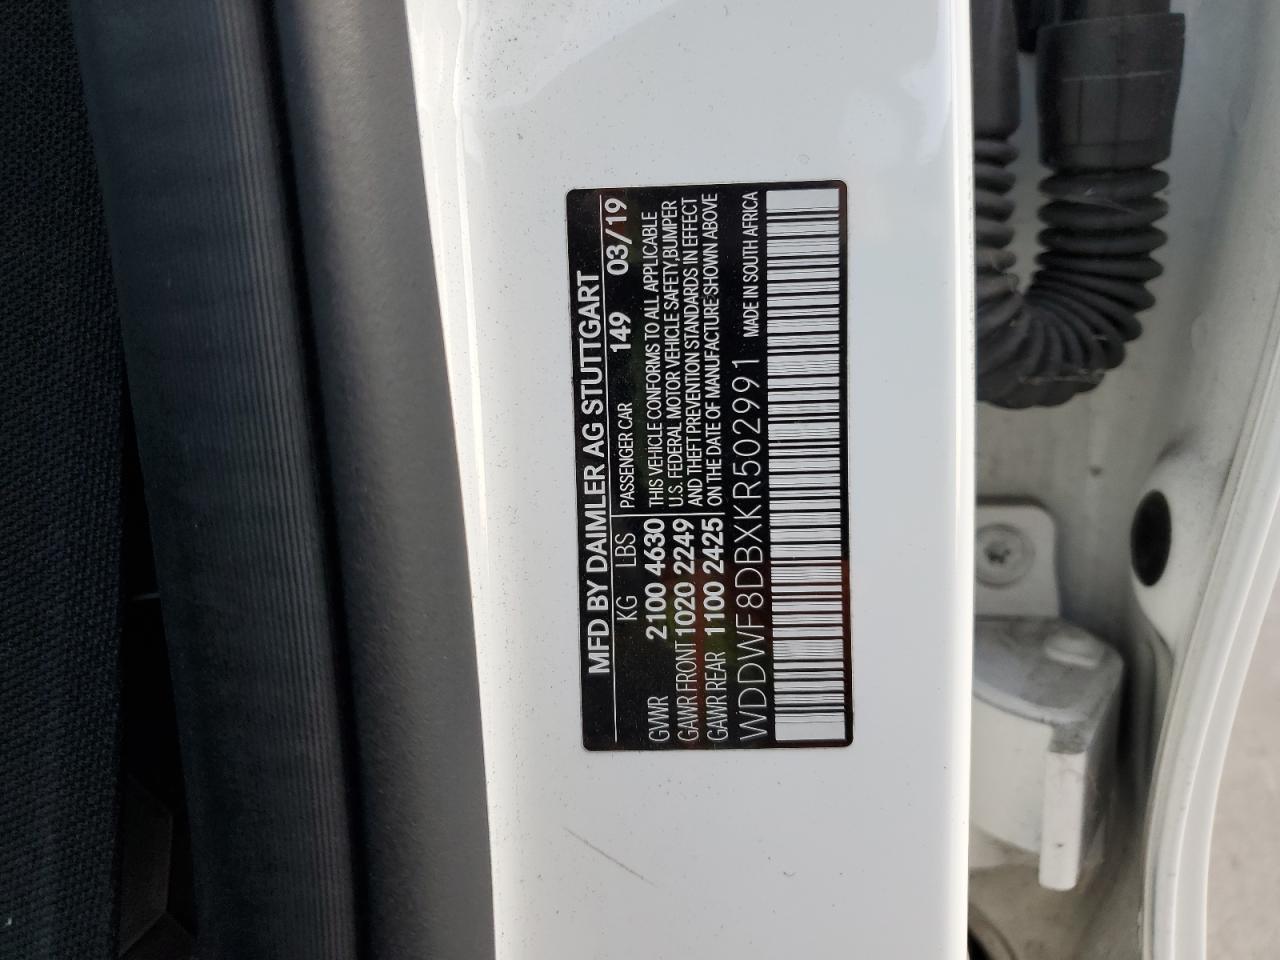 MFD BY DAIMLER AG STUTTGART
KG LBS PASSENGER CAR 149 03/19
GVWR 2100 4630 THIS VEHICLE CONFORMS TO ALL APPLICABLE
GAWR FRONT 1020 2249 U.S. FEDERAL MOTOR VEHICLE SAFETY,BUMPER
AND THEFT PREVENTION STANDARDS IN EFFECT
GAWR REAR 1100 2425 ON THE DATE OF MANUFACTURE SHOWN ABOVE
WDDWF8DBXKR502991 MADE IN SOUTH AFRICA